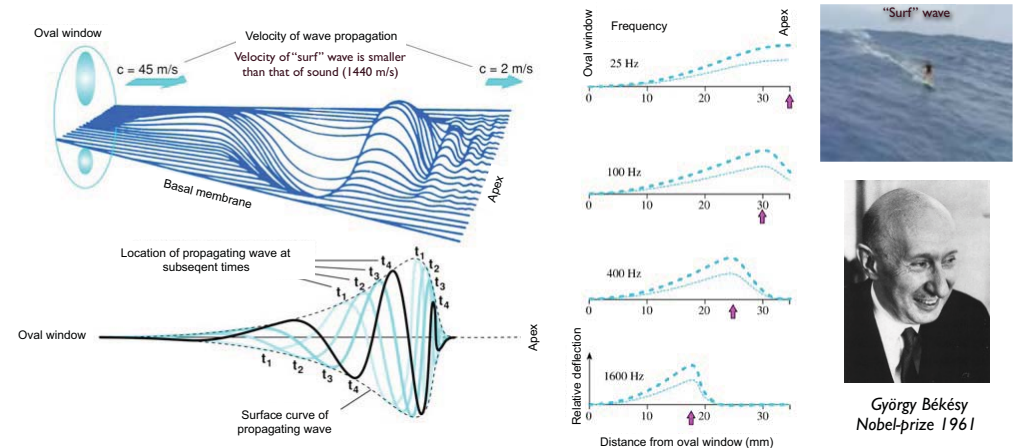 Oval window
Velocity of wave propagation
c = 45 m/s
Velocity of "surf" wave is smaller
than that of sound (1440 m/s)
c = 2 m/s
Basal membrane
Apex
Location of propagating wave at
subseqent times
t1
t2
t3
t4
t1
t2
t3
t4
Oval window
t1
t2
t3
t4
Apex
Surface curve of
propagating wave
Oval window
Frequency
Apex
25 Hz
0 10 20 30
100 Hz
0 10 20 30
400 Hz
0 10 20 30
Relative deflection
1600 Hz
0 10 20 30
Distance from oval window (mm)
"Surf" wave
György Békésy
Nobel-prize 1961